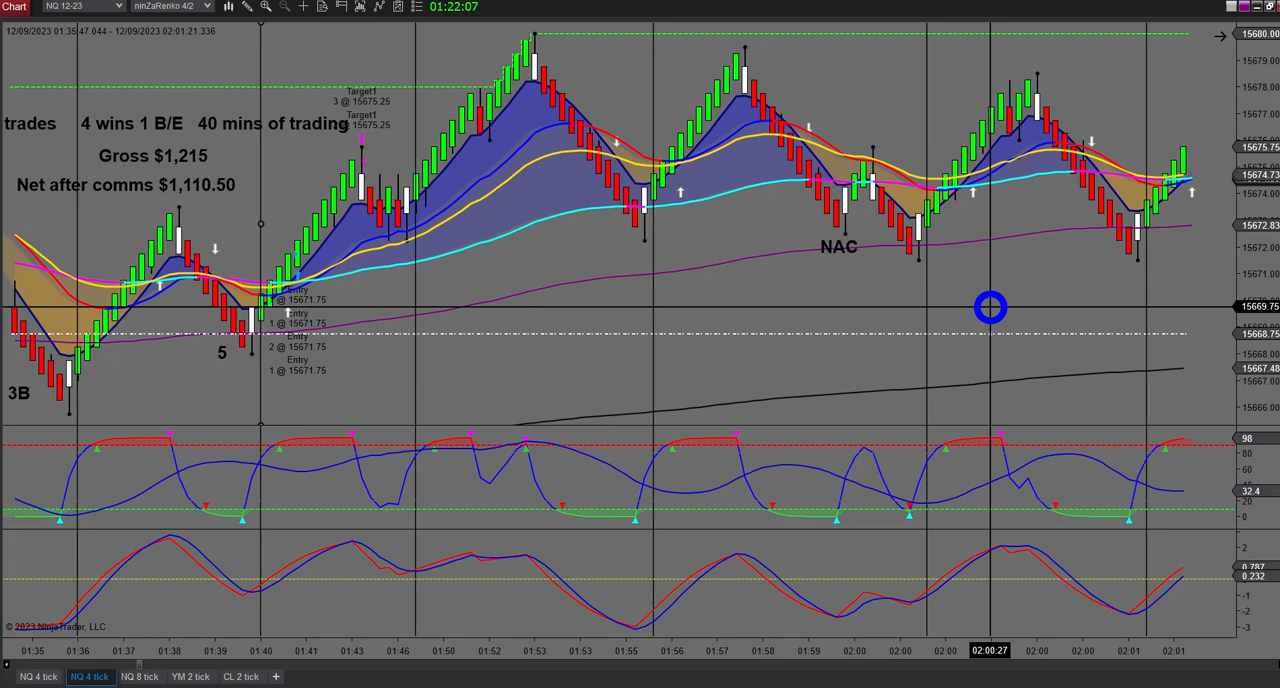 Chart NQ 12-23 ninZaRenko 4/2 01:22:07
12/09/2023 01:35:47.044 - 12/09/2023 02:01:21.336
15680.00
15679.00
15678.00
15677.00
15676.00
15675.75
15674.73
15674.00
15672.83
15672.00
15671.00
15669.75
15668.75
15668.00
15667.48
15667.00
15666.00
Target1
3 @ 15675.25
Target1
@ 15675.25
trades 4 wins 1 B/E 40 mins of trading
Gross $1,215
Net after comms $1,110.50
NAC
Entry
@ 15671.75
Entry
1 @ 15671.75
Entry
2 @ 15671.75
Entry
1 @ 15671.75
5
3B
98
80
60
32.4
20
0
2
0.787
0.232
-1
-2
-3
© 2023 NinjaTrader, LLC
01:35 01:36 01:37 01:38 01:39 01:40 01:41 01:43 01:46 01:50 01:52 01:53 01:53 01:55 01:56 01:57 01:58 01:59 02:00 02:00 02:00:27 02:00 02:00 02:01 02:01
NQ 4 tick NQ 4 tick NQ 8 tick YM 2 tick CL 2 tick +